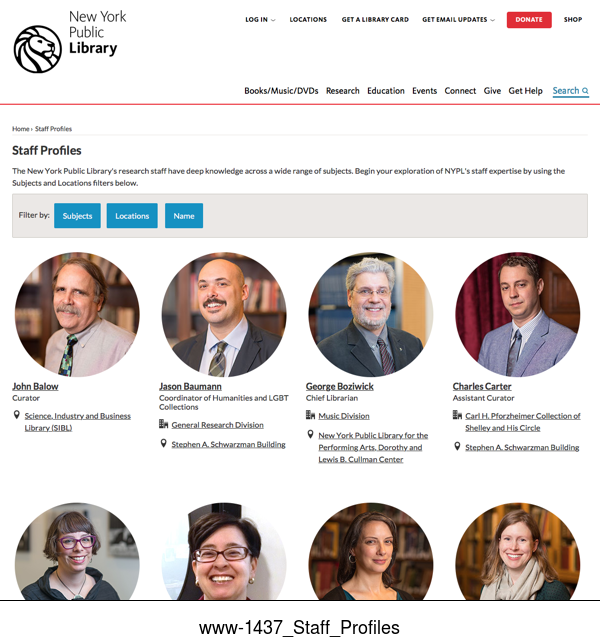 New York
Public
Library
LOG IN
LOCATIONS
GET A LIBRARY CARD
GET EMAIL UPDATES
DONATE
SHOP
Books/Music/DVDs
Research
Education
Events
Connect
Give
Get Help
Search
Home › Staff Profiles
Staff Profiles
The New York Public Library's research staff have deep knowledge across a wide range of subjects. Begin your exploration of NYPL's staff expertise by using the
Subjects and Locations filters below.
Filter by:
Subjects
Locations
Name
John Balow
Curator
Science, Industry and Business
Library (SIBL)
Jason Baumann
Coordinator of Humanities and LGBT
Collections
General Research Division
Stephen A. Schwarzman Building
George Boziwick
Chief Librarian
Music Division
New York Public Library for the
Performing Arts, Dorothy and
Lewis B. Cullman Center
Charles Carter
Assistant Curator
Carl H. Pforzheimer Collection of
Shelley and His Circle
Stephen A. Schwarzman Building
www-1437_Staff_Profiles